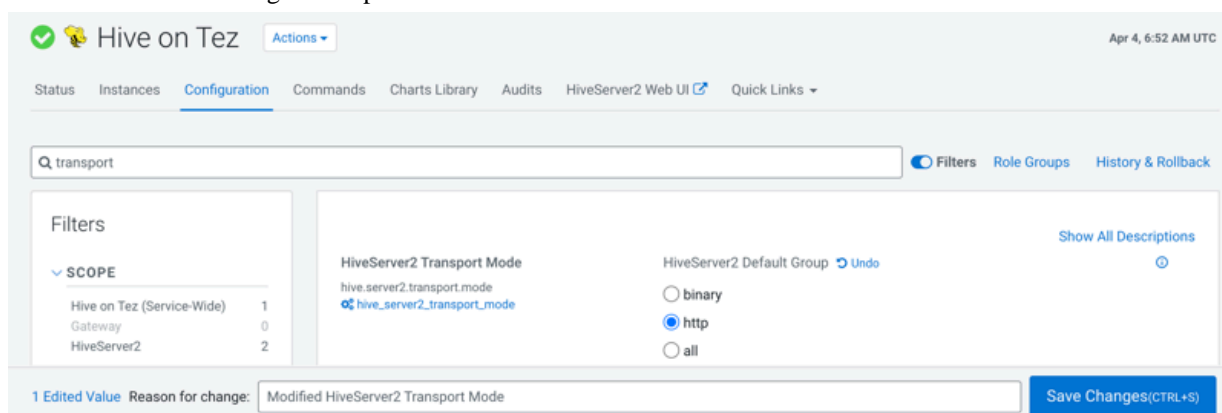 Hive on Tez Actions Apr 4, 6:52 AM UTC
Status Instances Configuration Commands Charts Library Audits HiveServer2 Web UI Quick Links
transport Filters Role Groups History & Rollback
Filters
Show All Descriptions
SCOPE
HiveServer2 Transport Mode HiveServer2 Default Group Undo
hive.server2.transport.mode
binary
hive_server2_transport_mode
Hive on Tez (Service-Wide) 1
http
Gateway 0
HiveServer2 2
all
1 Edited Value Reason for change: Modified HiveServer2 Transport Mode Save Changes(CTRL+S)